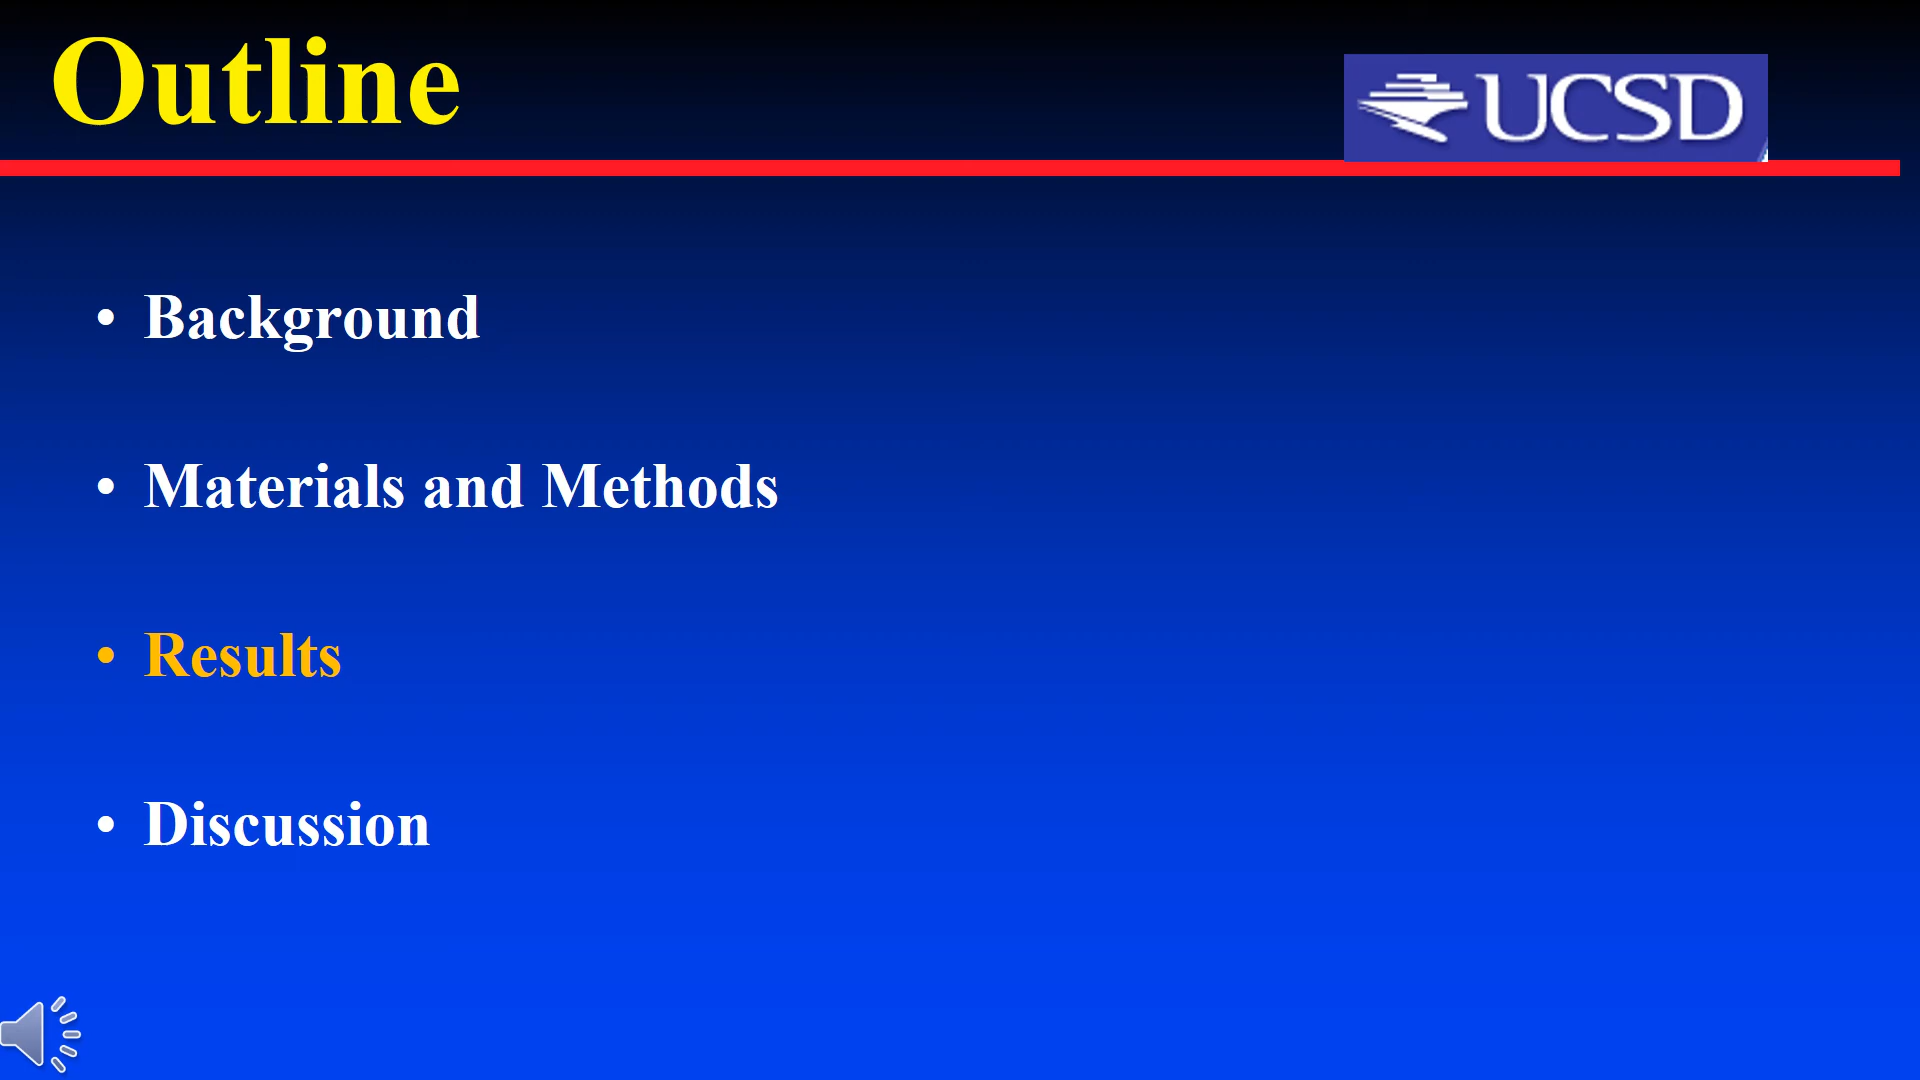 Outline
UCSD
• Background
• Materials and Methods
• Results
• Discussion